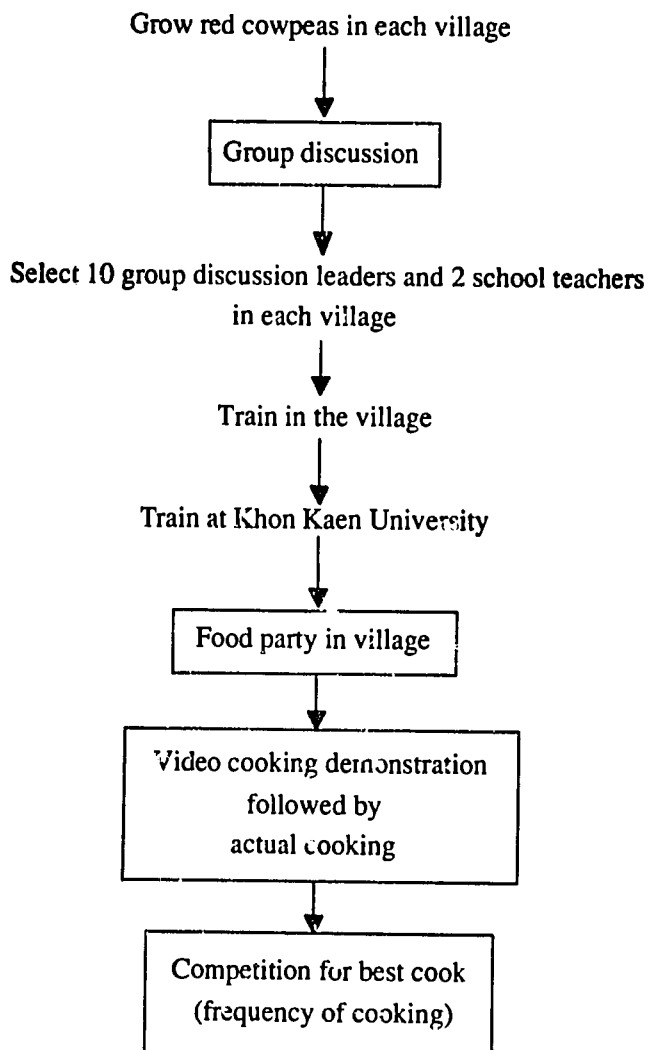 Grow red cowpeas in each village
Group discussion
Select 10 group discussion leaders and 2 school teachers
in each village
Train in the village
Train at Khon Kaen University
Food party in village
Video cooking demonstration
followed by
actual cooking
Competition for best cook
(frequency of cooking)